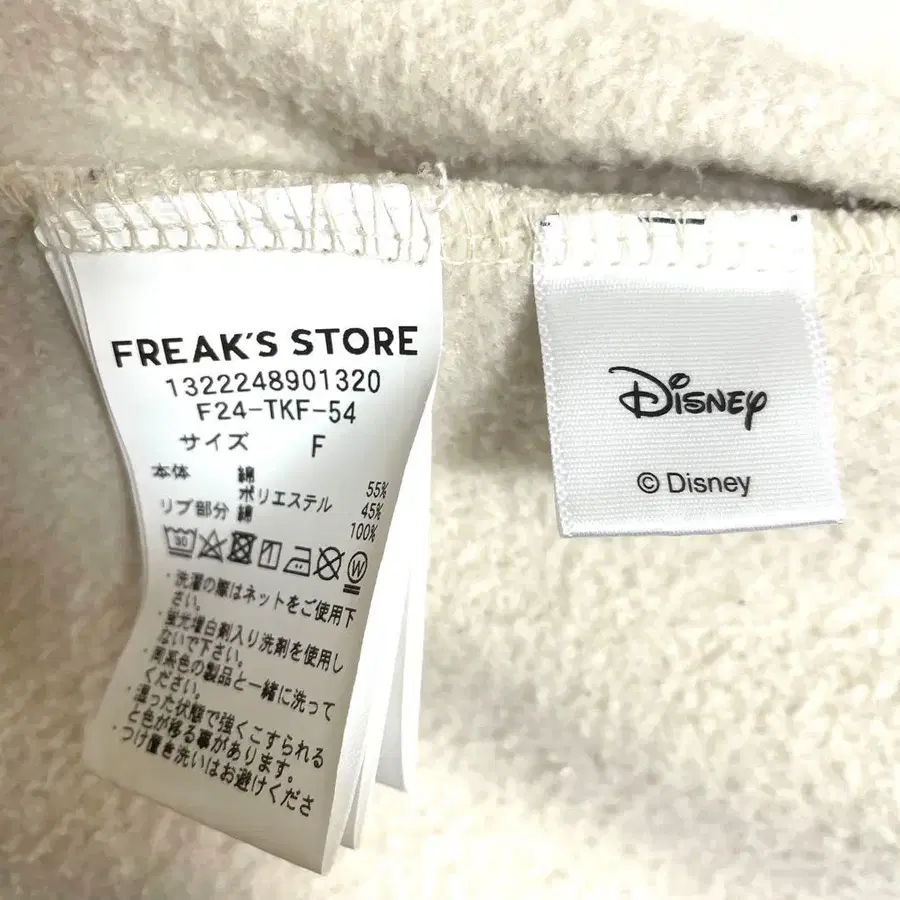 FREAK'S STORE
1322248901320
F24-TKF-54
サイズ F
本体 綿 55%
ポリエステル 45%
リブ部分 綿 100%
・洗濯の際はネットをご使用下
さい。
・蛍光増白剤入り洗剤を使用し
ないで下さい。
・同系色の製品と一緒に洗って
ください。
・湿った状態で強くこすられる
と色が移る事があります。
・つけ置き洗いはお避けくださ
Disney
© Disney